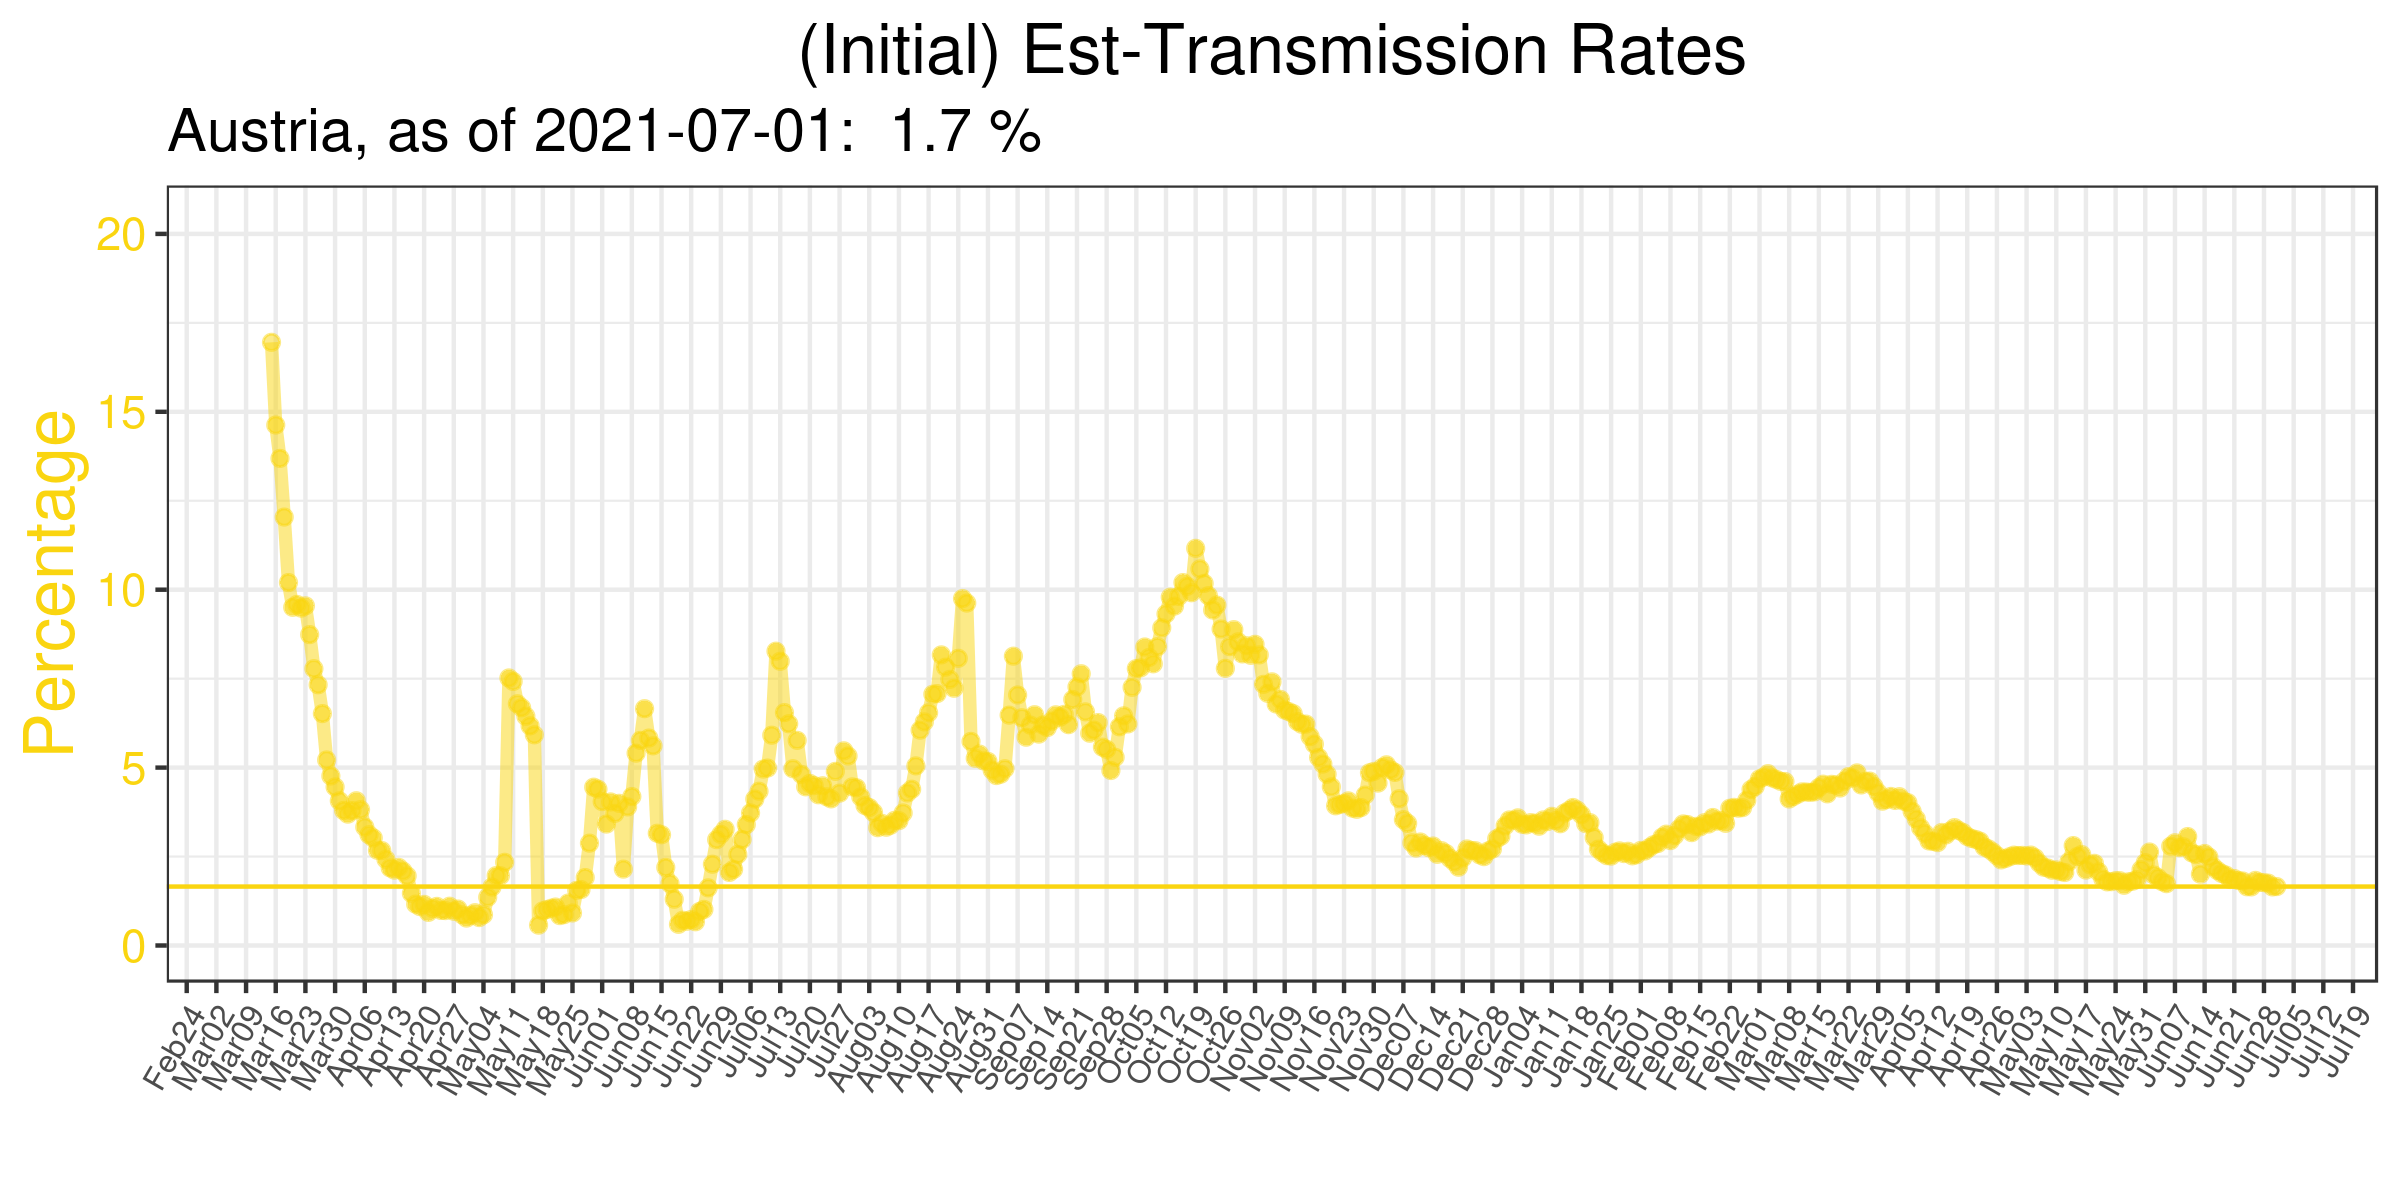 (Initial) Est-Transmission Rates
Austria, as of 2021-07-01:  1.7 %
Percentage
20
15
10
5
0
Feb24
Mar02
Mar09
Mar16
Mar23
Mar30
Apr06
Apr13
Apr20
Apr27
May04
May11
May18
May25
Jun01
Jun08
Jun15
Jun22
Jun29
Jul06
Jul13
Jul20
Jul27
Aug03
Aug10
Aug17
Aug24
Aug31
Sep07
Sep14
Sep21
Sep28
Oct05
Oct12
Oct19
Oct26
Nov02
Nov09
Nov16
Nov23
Nov30
Dec07
Dec14
Dec21
Dec28
Jan04
Jan11
Jan18
Jan25
Feb01
Feb08
Feb15
Feb22
Mar01
Mar08
Mar15
Mar22
Mar29
Apr05
Apr12
Apr19
Apr26
May03
May10
May17
May24
May31
Jun07
Jun14
Jun21
Jun28
Jul05
Jul12
Jul19